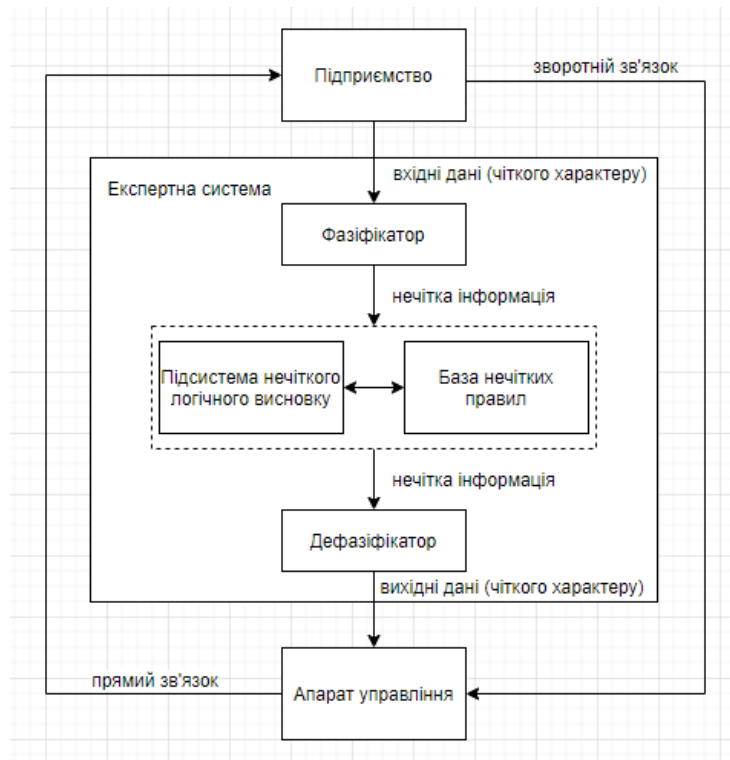 Підприємство
зворотній зв'язок
вхідні дані (чіткого характеру)
Експертна система
Фазіфікатор
нечітка інформація
Підсистема нечіткого
логічного висновку
База нечітких
правил
нечітка інформація
Дефазіфікатор
вихідні дані (чіткого характеру)
прямий зв'язок
Апарат управління